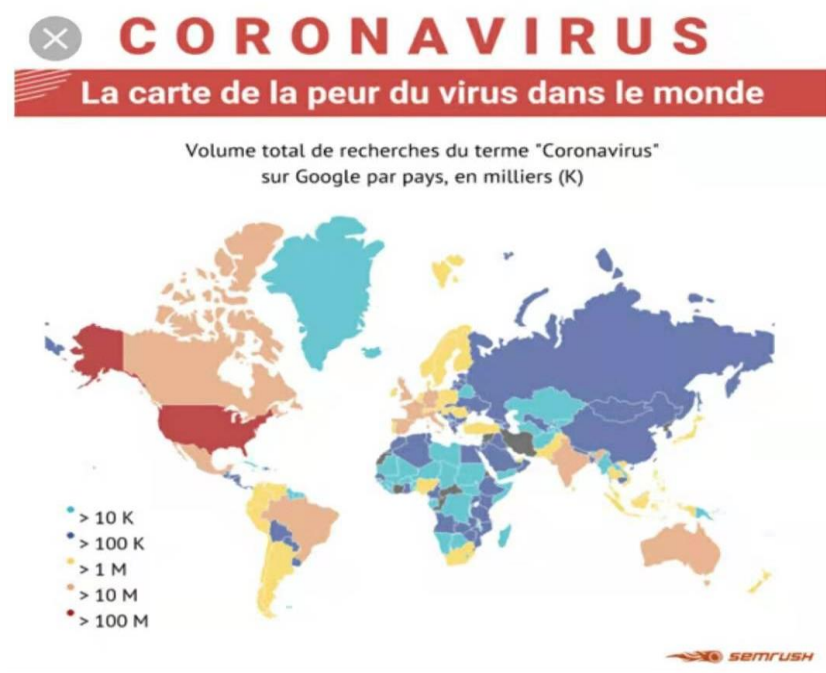 CORONAVIRUS
La carte de la peur du virus dans le monde
Volume total de recherches du terme "Coronavirus"
sur Google par pays, en milliers (K)
> 10 K
> 100 K
> 1 M
> 10 M
> 100 M
semrush